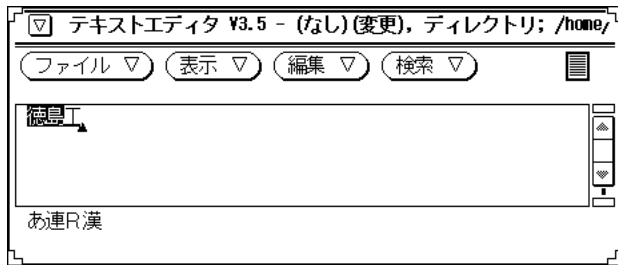 テキストエディタ V3.5 - (なし)(変更), ディレクトリ; /home/
ファイル 表示 編集 検索
徳島工
あ連R漢